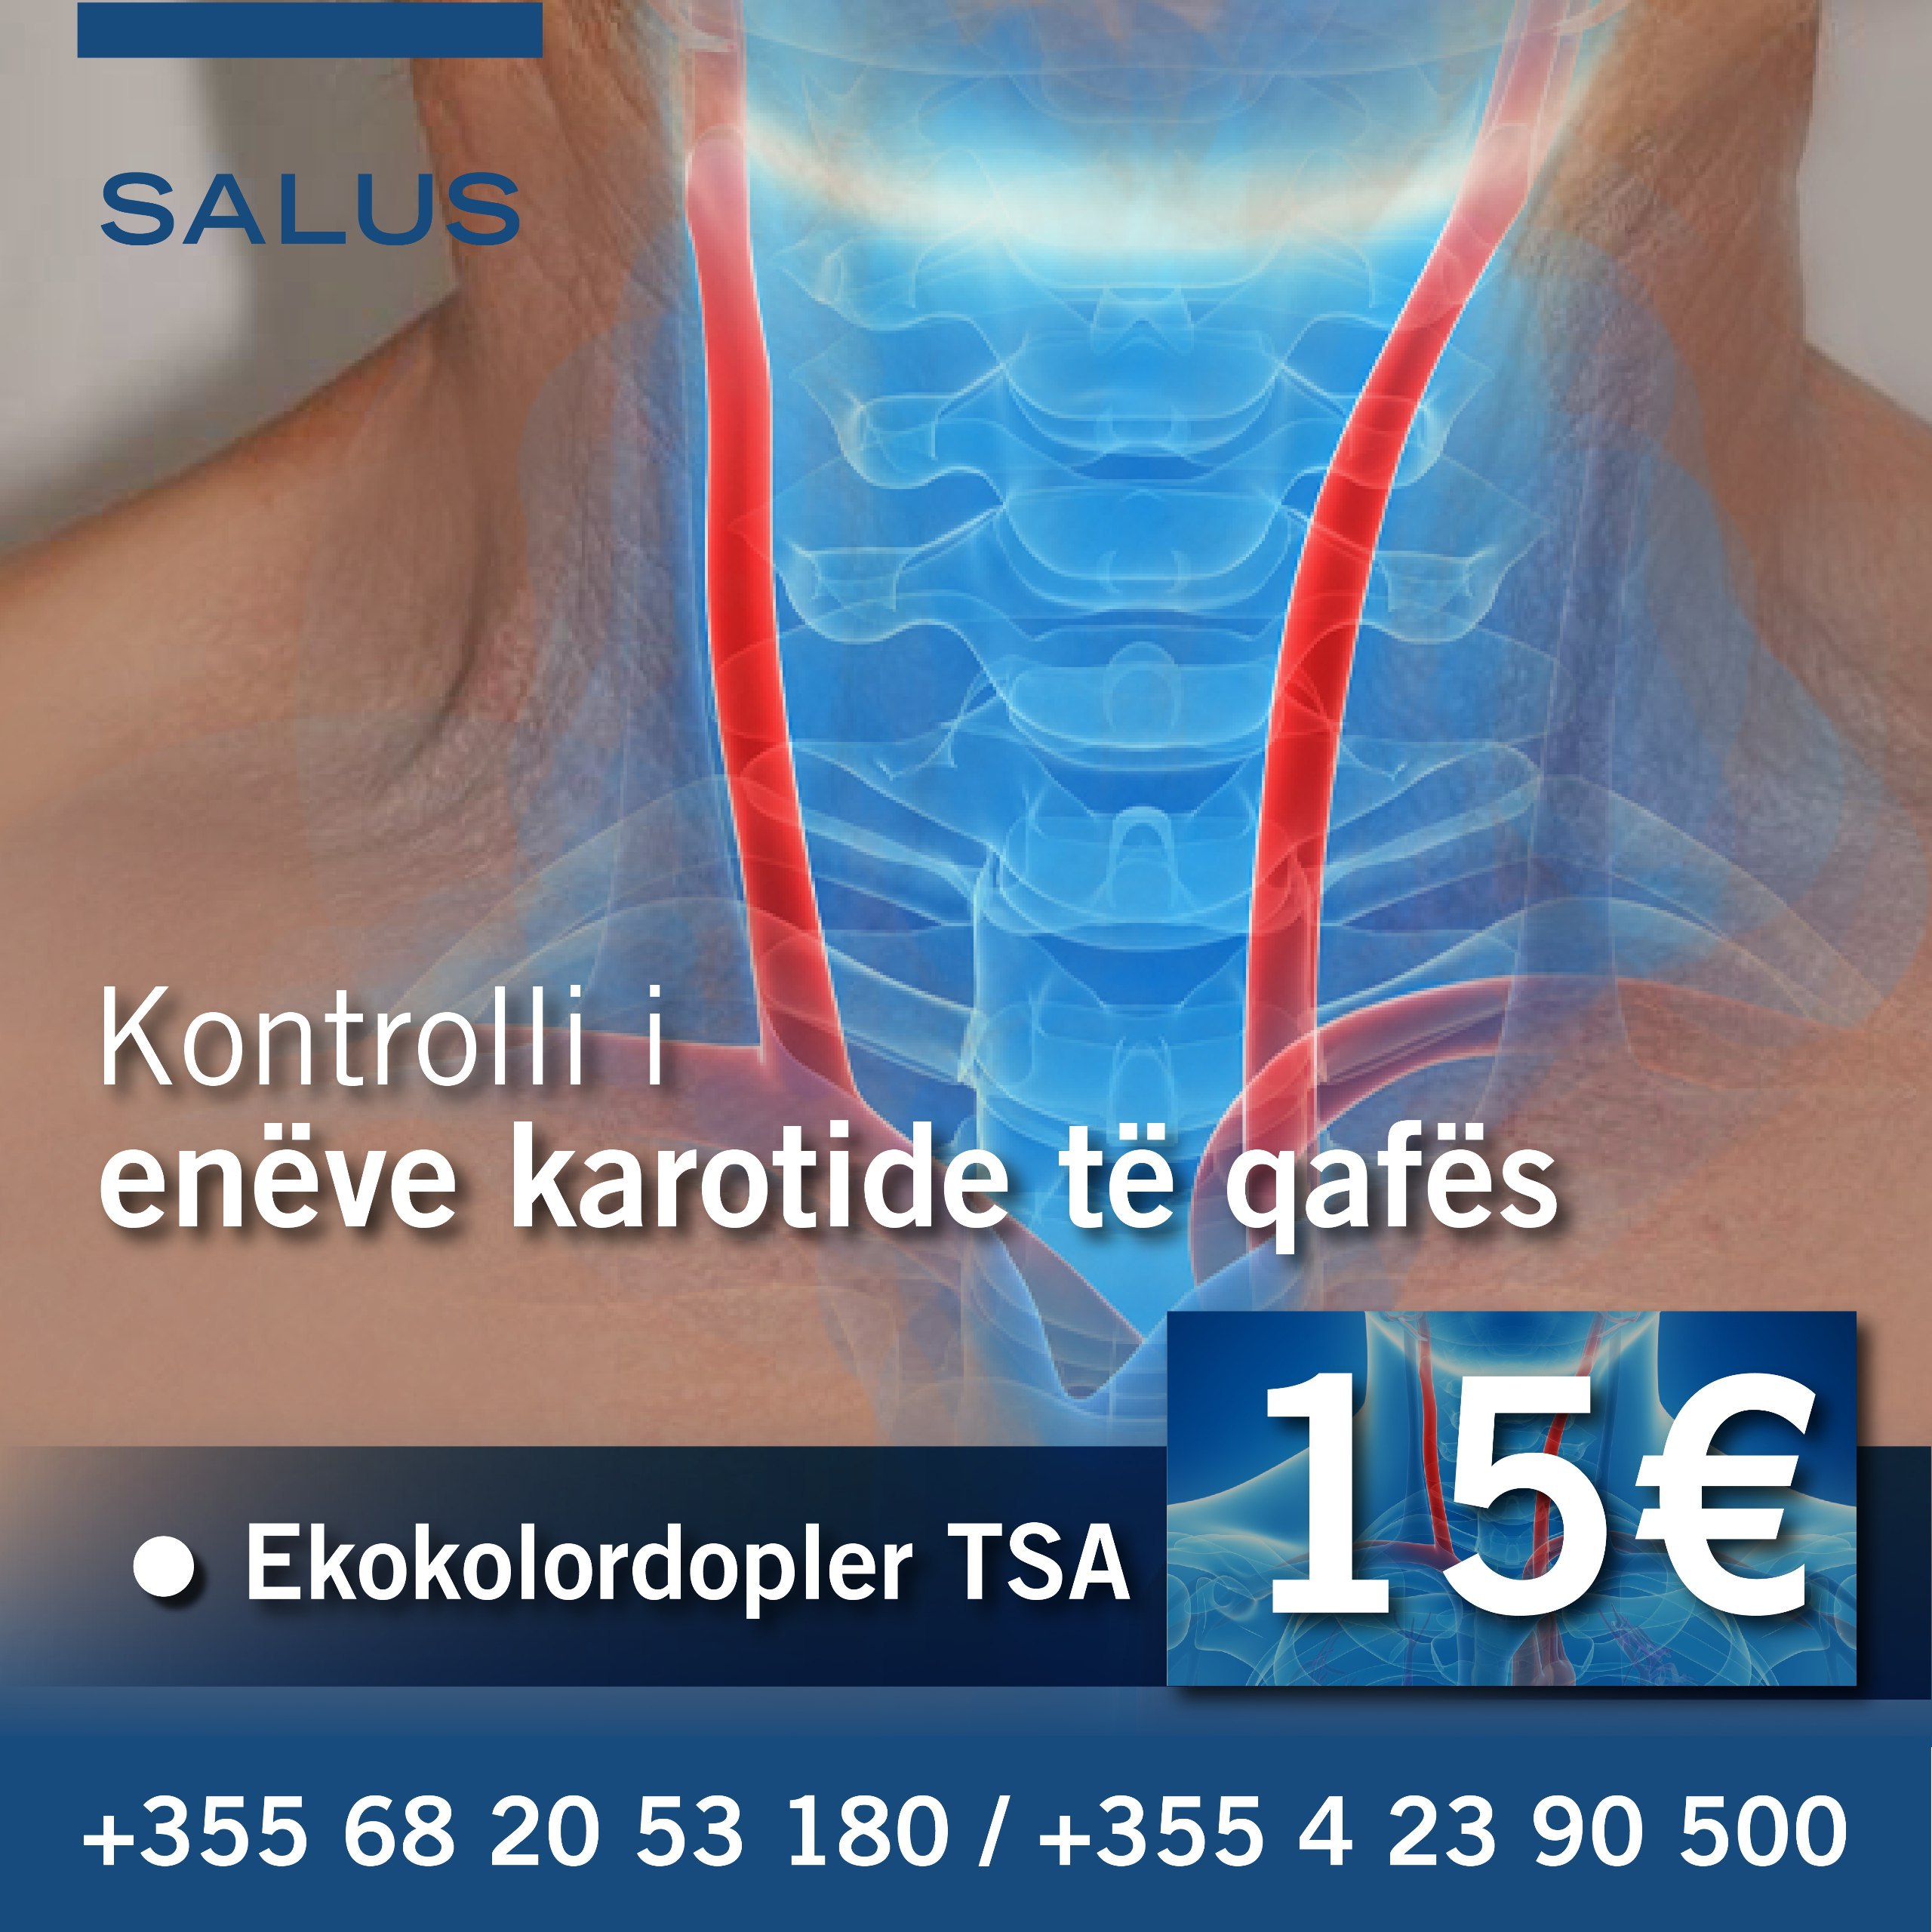 SALUS
Kontrolli i
enëve karotide të qafës
● Ekokolordopler TSA
15€
+355 68 20 53 180 / +355 4 23 90 500